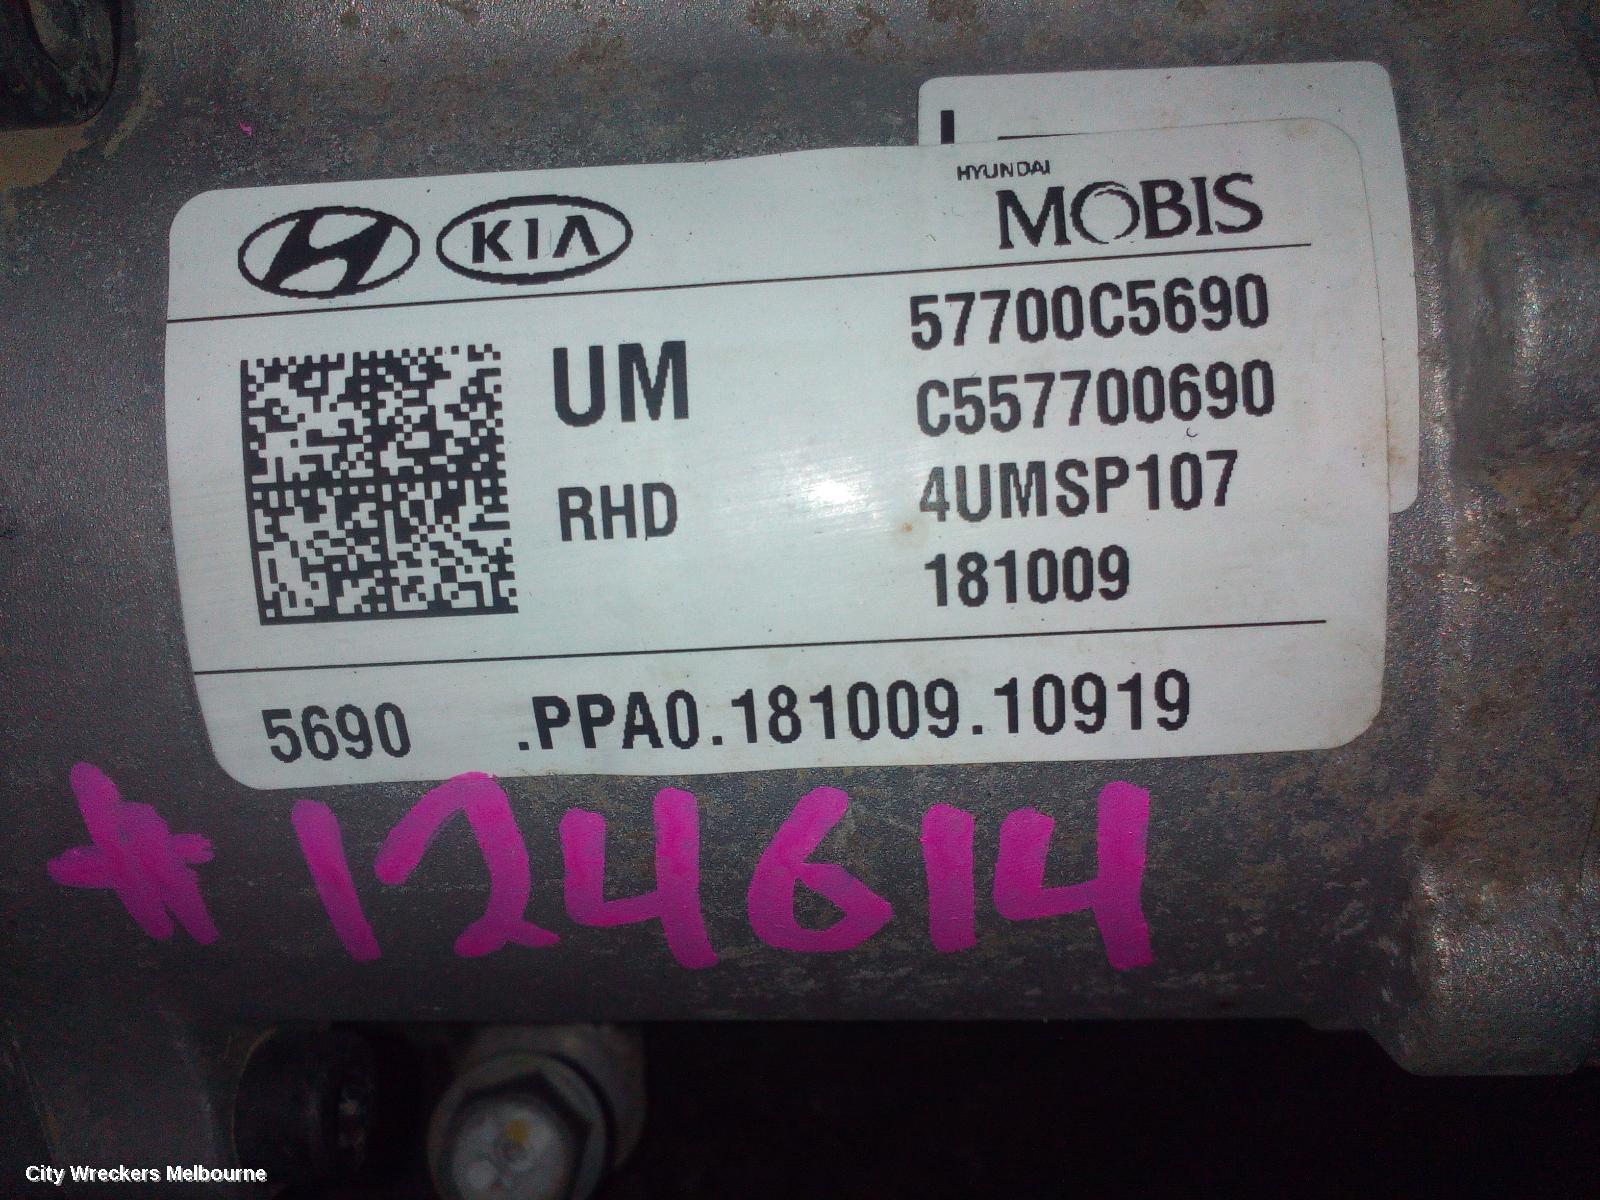 HYUNDAI
KIA MOBIS
57700C5690
UM C557700690
RHD 4UMSP107
181009
5690 .PPA0.181009.10919
*124614
City Wreckers Melbourne